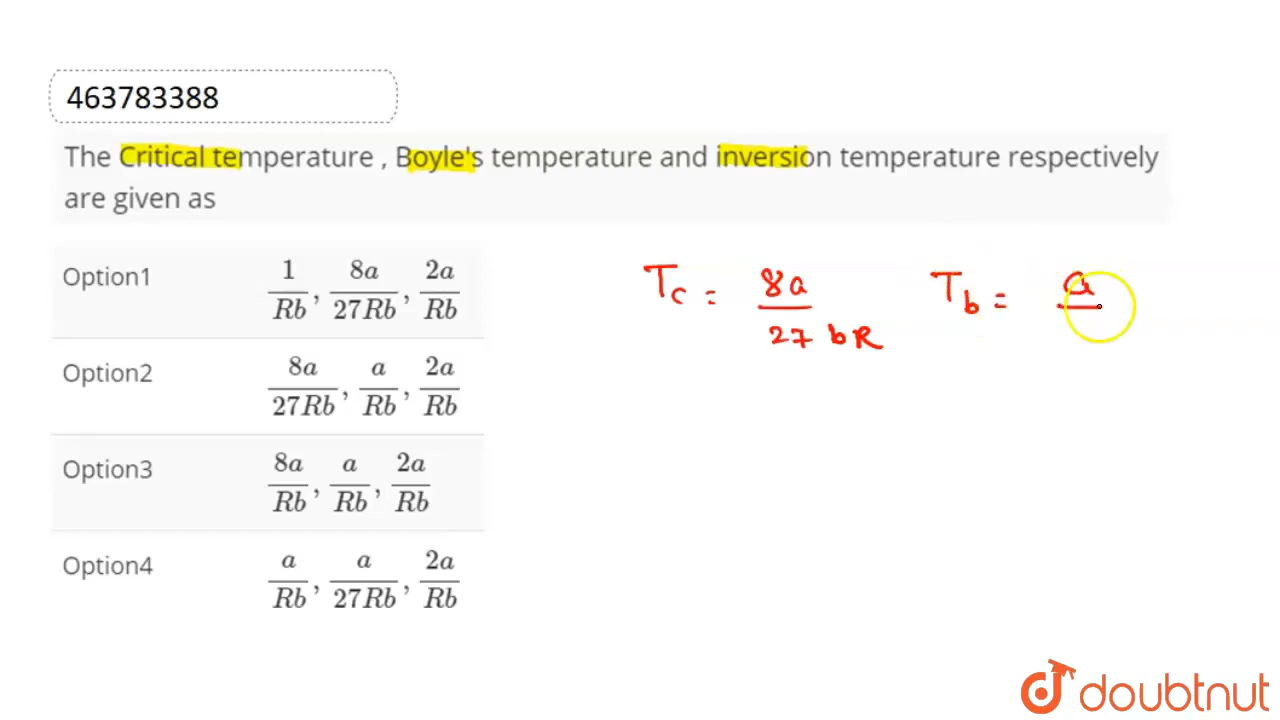 463783388
The Critical temperature , Boyle's temperature and inversion temperature respectively
are given as
Option1 1/Rb, 8a/27Rb, 2a/Rb
Option2 8a/27Rb, a/Rb, 2a/Rb
Option3 8a/Rb, a/Rb, 2a/Rb
Option4 a/Rb, a/27Rb, 2a/Rb
Tc = 8a/27 bR Tb = a
doubtnut